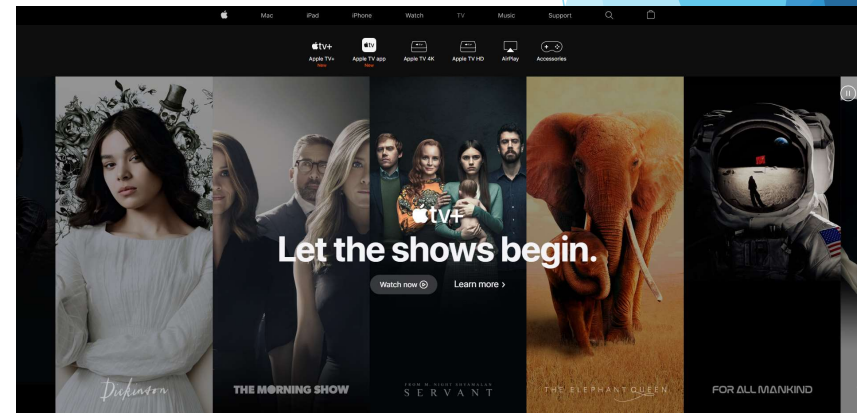 Mac iPad iPhone Watch TV Music Support
tv+ tv
Apple TV+ Apple TV app Apple TV 4K Apple TV HD AirPlay Accessories
New New
tv+
Let the shows begin.
Watch now Learn more >
Dickinson
THE MORNING SHOW
FROM M. NIGHT SHYAMALAN
SERVANT
THE ELEPHANT QUEEN
FOR ALL MANKIND